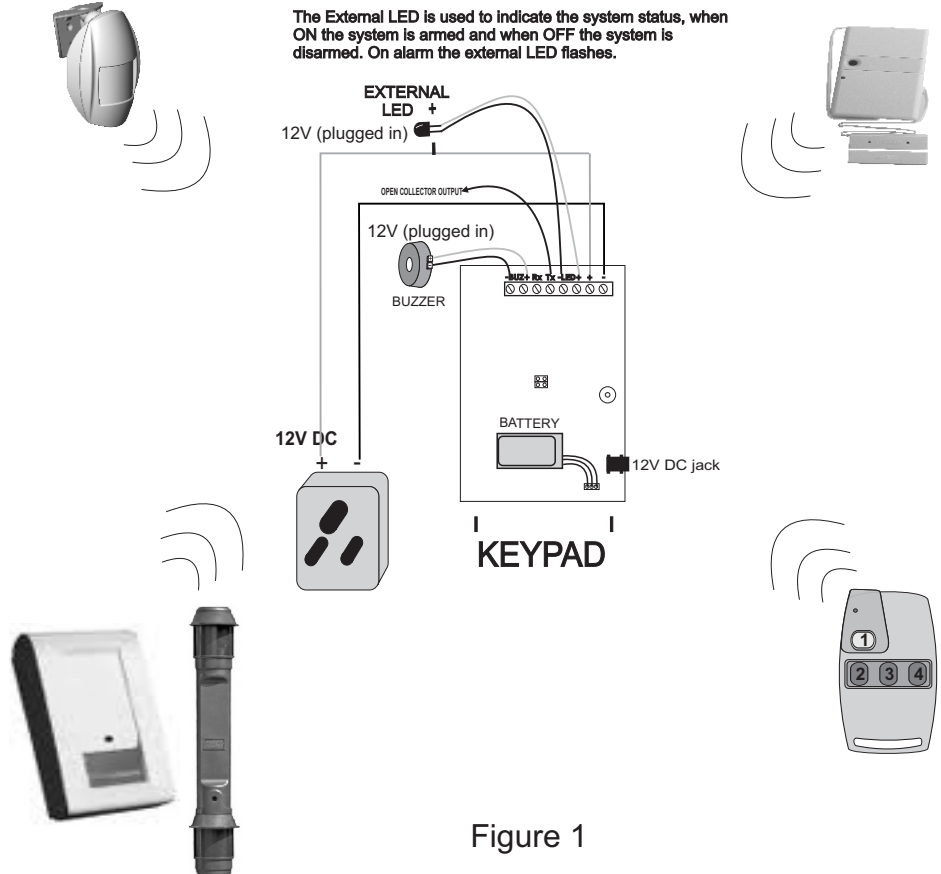 The External LED is used to indicate the system status, when
ON the system is armed and when OFF the system is
disarmed. On alarm the external LED flashes.
EXTERNAL
LED +
12V (plugged in)
-
OPEN COLLECTOR OUTPUT
12V (plugged in)
BUZZER
-BUZ+ Rx Tx -LED+ + -
BATTERY
12V DC
+ -
12V DC jack
KEYPAD
1
2 3 4
Figure 1